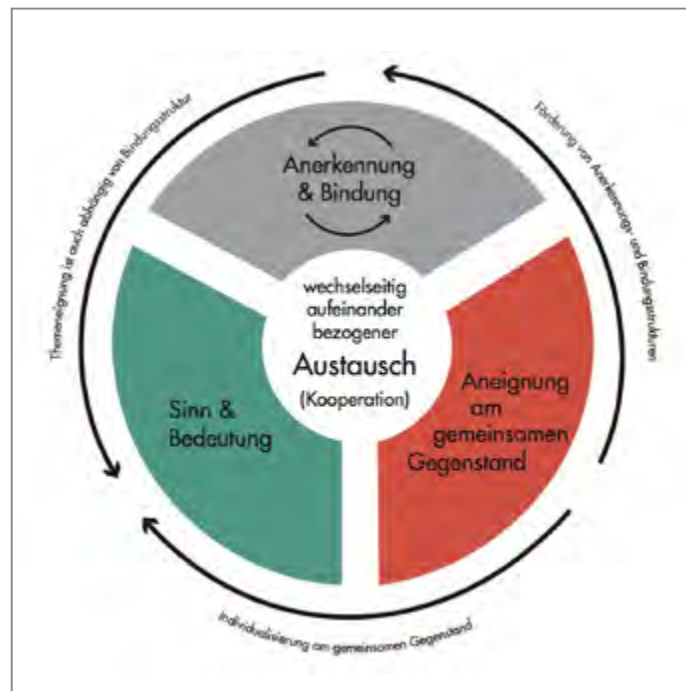 Themeneignung ist auch abhängig von Bindungsstruktur
Förderung von Anerkennungs- und Bindungsstrukturen
Anerkennung
& Bindung
wechselseitig
aufeinander
bezogener
Austausch
(Kooperation)
Sinn &
Bedeutung
Aneignung
am
gemeinsamen
Gegenstand
Individualisierung am gemeinsamen Gegenstand